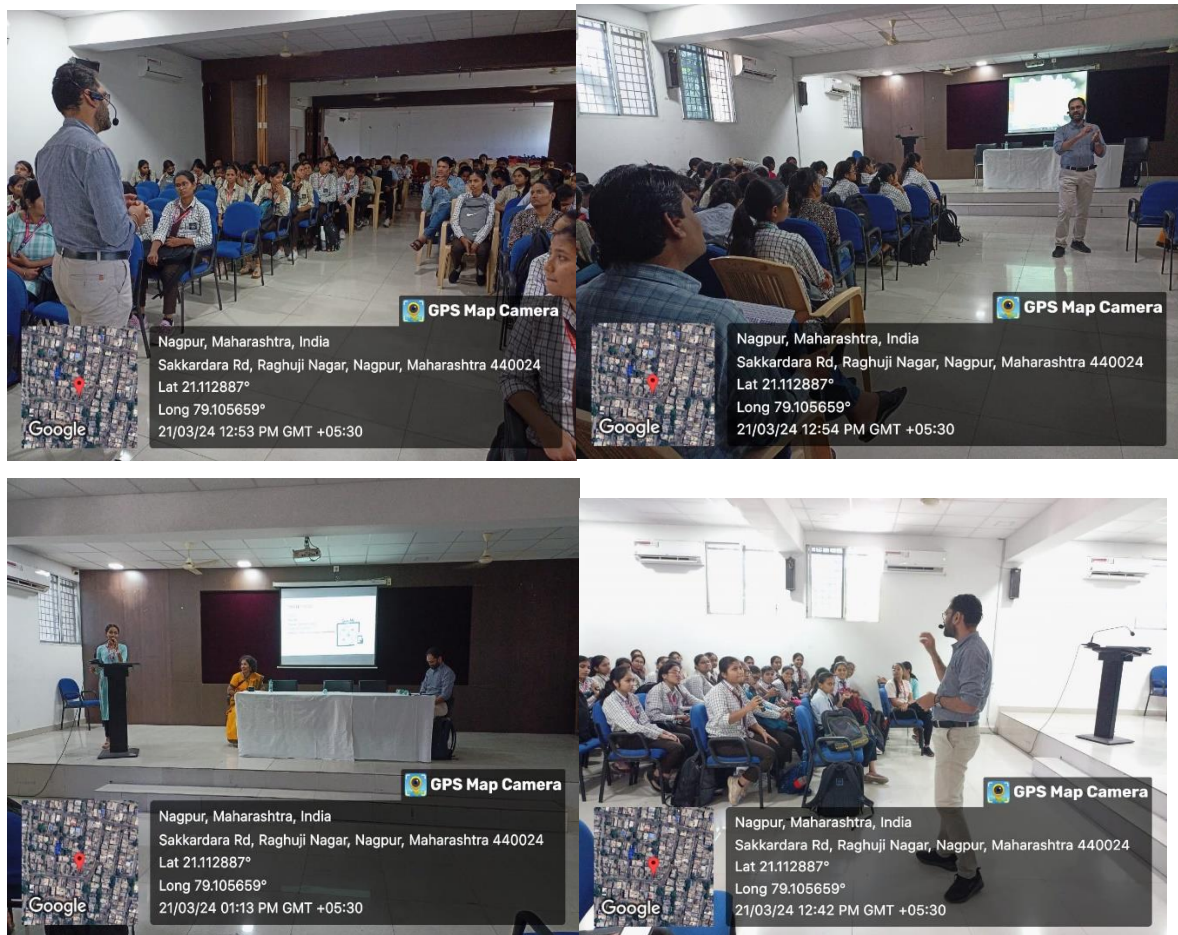 GPS Map Camera
Nagpur, Maharashtra, India
Sakkardara Rd, Raghuji Nagar, Nagpur, Maharashtra 440024
Lat 21.112887°
Long 79.105659°
21/03/24 12:53 PM GMT +05:30
Google
GPS Map Camera
Nagpur, Maharashtra, India
Sakkardara Rd, Raghuji Nagar, Nagpur, Maharashtra 440024
Lat 21.112887°
Long 79.105659°
21/03/24 12:54 PM GMT +05:30
Google
GPS Map Camera
Nagpur, Maharashtra, India
Sakkardara Rd, Raghuji Nagar, Nagpur, Maharashtra 440024
Lat 21.112887°
Long 79.105659°
21/03/24 01:13 PM GMT +05:30
Google
GPS Map Camera
Nagpur, Maharashtra, India
Sakkardara Rd, Raghuji Nagar, Nagpur, Maharashtra 440024
Lat 21.112887°
Long 79.105659°
21/03/24 12:42 PM GMT +05:30
Google